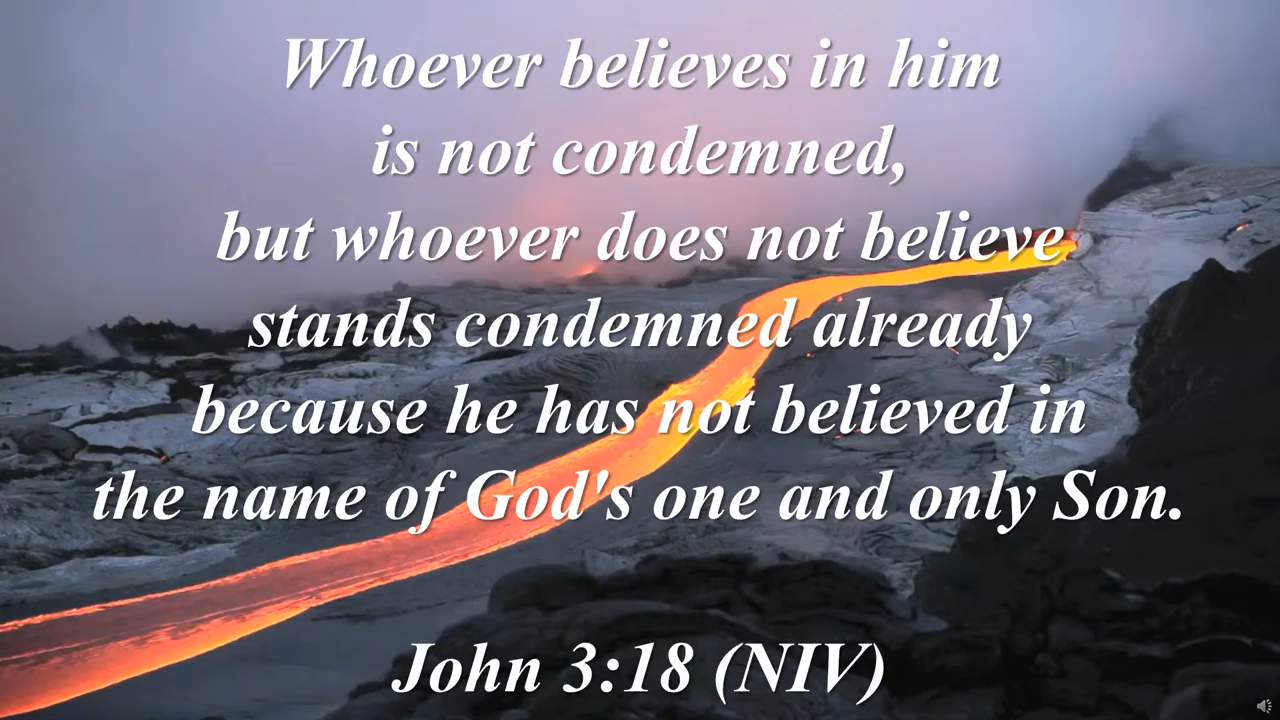 Whoever believes in him
is not condemned,
but whoever does not believe
stands condemned already
because he has not believed in
the name of God's one and only Son.
John 3:18 (NIV)